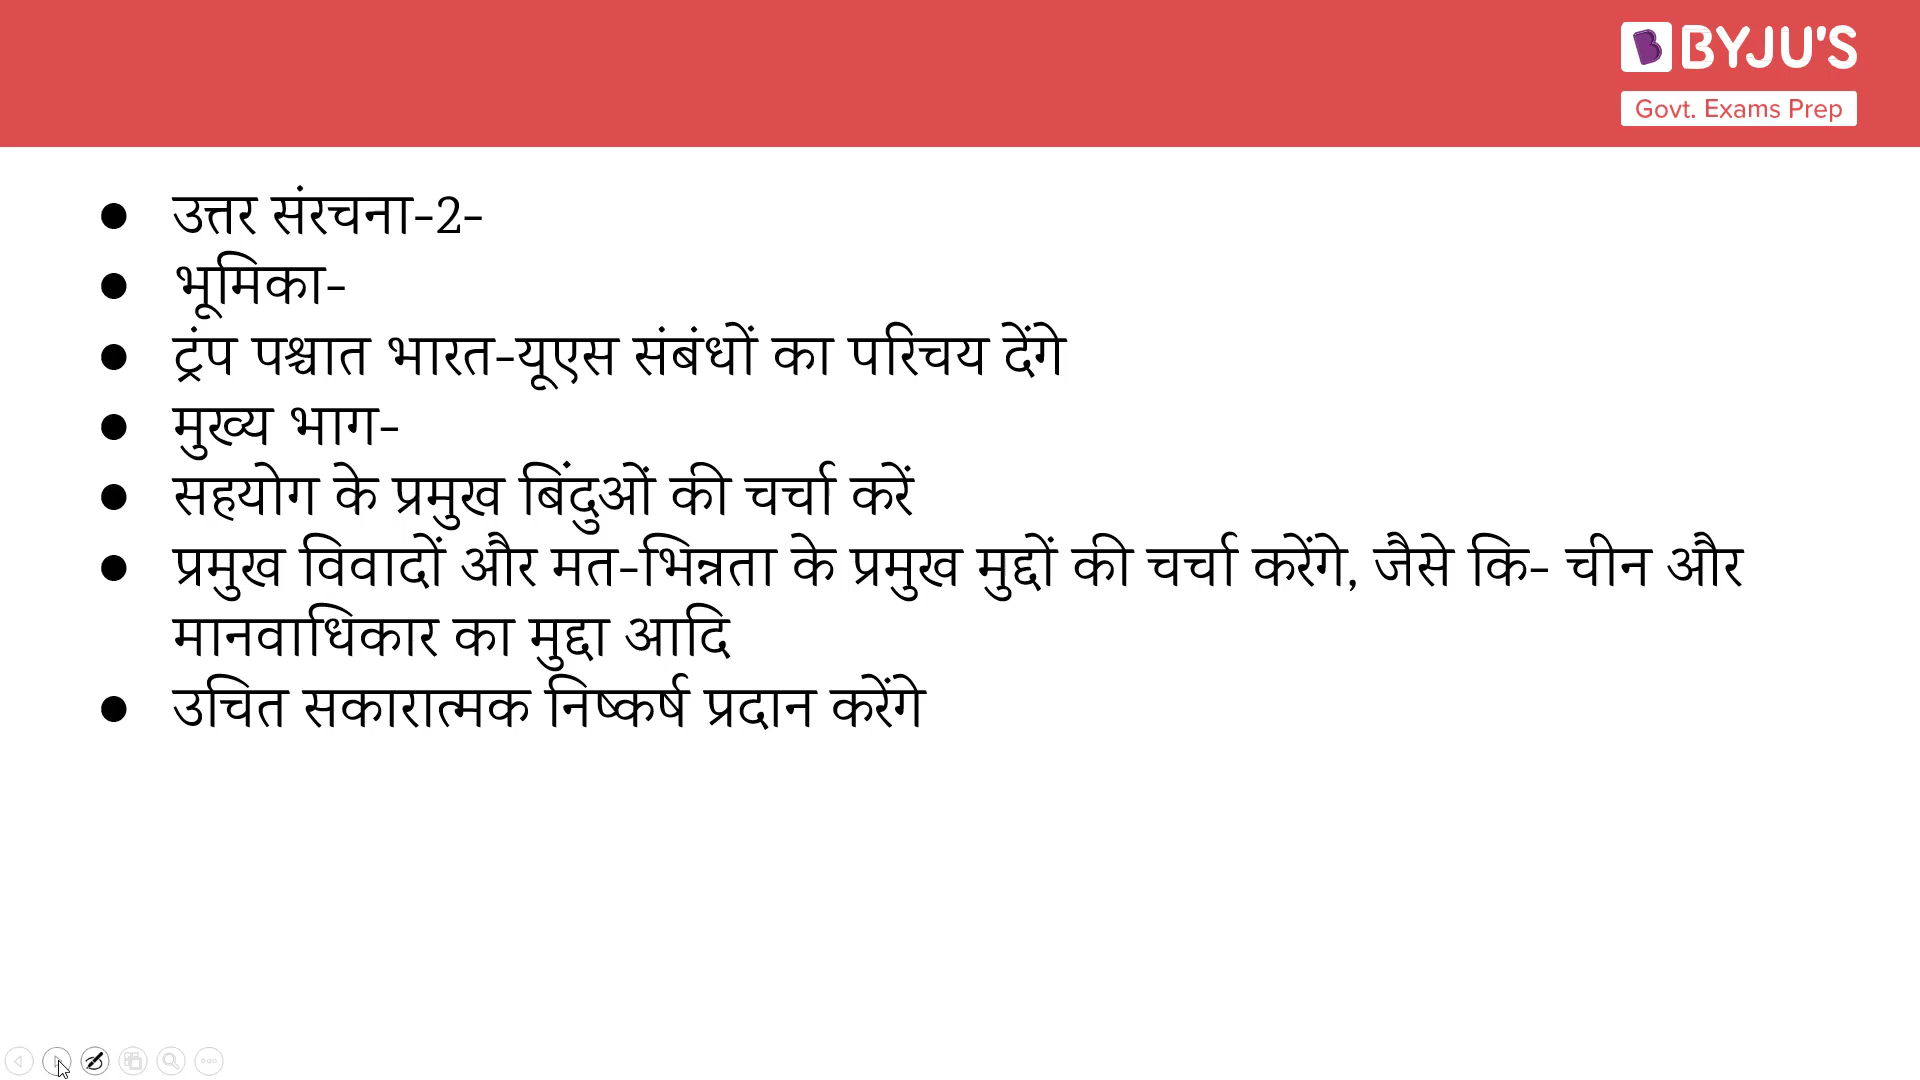 BYJU'S
Govt. Exams Prep
● उत्तर संरचना-2-
● भूमिका-
● ट्रंप पश्चात भारत-यूएस संबंधों का परिचय देंगे
● मुख्य भाग-
● सहयोग के प्रमुख बिंदुओं की चर्चा करें
● प्रमुख विवादों और मत-भिन्नता के प्रमुख मुद्दों की चर्चा करेंगे, जैसे कि- चीन और
मानवाधिकार का मुद्दा आदि
● उचित सकारात्मक निष्कर्ष प्रदान करेंगे